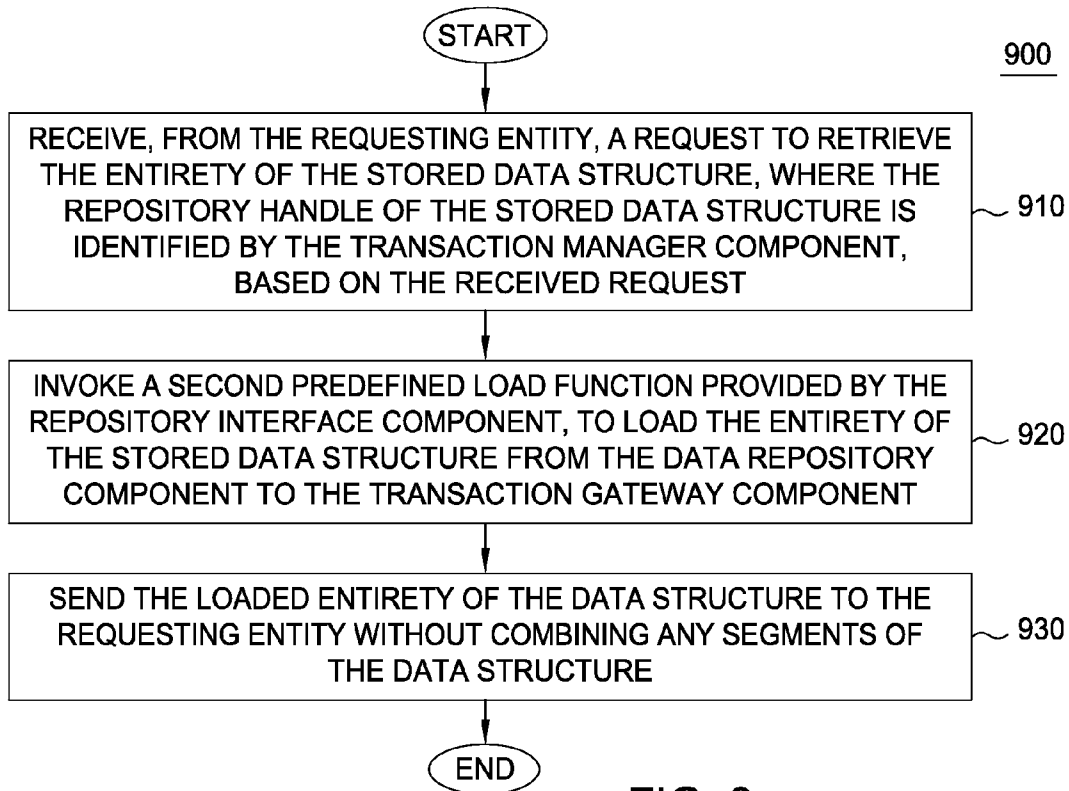 START
900
RECEIVE, FROM THE REQUESTING ENTITY, A REQUEST TO RETRIEVE
THE ENTIRETY OF THE STORED DATA STRUCTURE, WHERE THE
REPOSITORY HANDLE OF THE STORED DATA STRUCTURE IS
IDENTIFIED BY THE TRANSACTION MANAGER COMPONENT,
BASED ON THE RECEIVED REQUEST
910
INVOKE A SECOND PREDEFINED LOAD FUNCTION PROVIDED BY THE
REPOSITORY INTERFACE COMPONENT, TO LOAD THE ENTIRETY OF
THE STORED DATA STRUCTURE FROM THE DATA REPOSITORY
COMPONENT TO THE TRANSACTION GATEWAY COMPONENT
920
SEND THE LOADED ENTIRETY OF THE DATA STRUCTURE TO THE
REQUESTING ENTITY WITHOUT COMBINING ANY SEGMENTS OF
THE DATA STRUCTURE
930
END